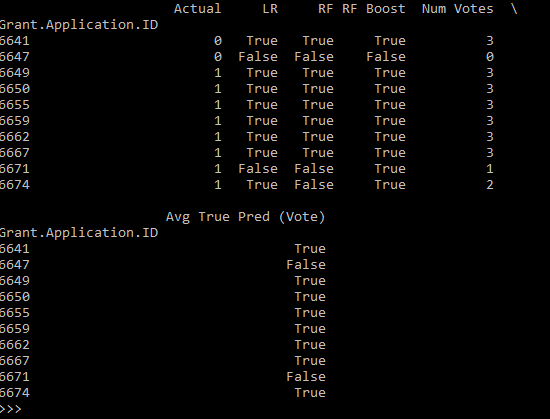 Actual LR RF RF Boost Num Votes \
Grant.Application.ID
6641 0 True True True 3
6647 0 False False False 0
6649 1 True True True 3
6650 1 True True True 3
6655 1 True True True 3
6659 1 True True True 3
6662 1 True True True 3
6667 1 True True True 3
6671 1 False False True 1
6674 1 True False True 2
Avg True Pred (Vote)
Grant.Application.ID
6641 True
6647 False
6649 True
6650 True
6655 True
6659 True
6662 True
6667 True
6671 False
6674 True
>>>